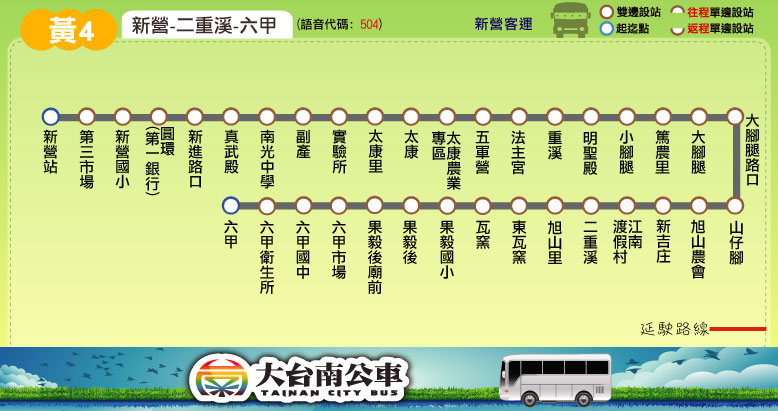 黃4
新營-二重溪-六甲
(語音代碼: 504)
新營客運
雙邊設站
起迄點
往程單邊設站
返程單邊設站
新營站
第三市場
新營國小
圓環
(第一銀行)
新進路口
真武殿
南光中學
副產
實驗所
太康里
太康
太康農業
專區
五軍營
法主宮
重溪
明聖殿
小腳腿
篤農里
大腳腿
大腳腿路口
六甲
六甲衛生所
六甲國中
六甲市場
果毅後廟前
果毅後
果毅國小
瓦窯
東瓦窯
旭山里
二重溪
江南
渡假村
新吉庄
旭山農會
山仔腳
延駛路線
大台南公車
TAINAN CITY BUS